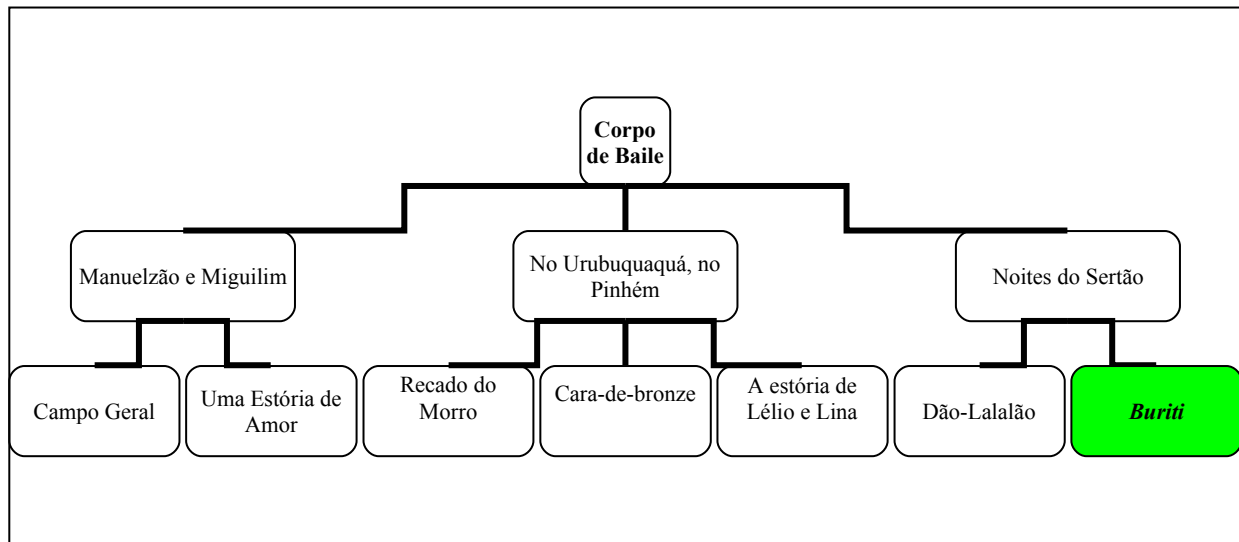 Corpo
de Baile
Manuelzão e Miguilim
No Urubuquaquá, no
Pinhém
Noites do Sertão
Campo Geral
Uma Estória de
Amor
Recado do
Morro
Cara-de-bronze
A estória de
Lélio e Lina
Dão-Lalalão
Buriti